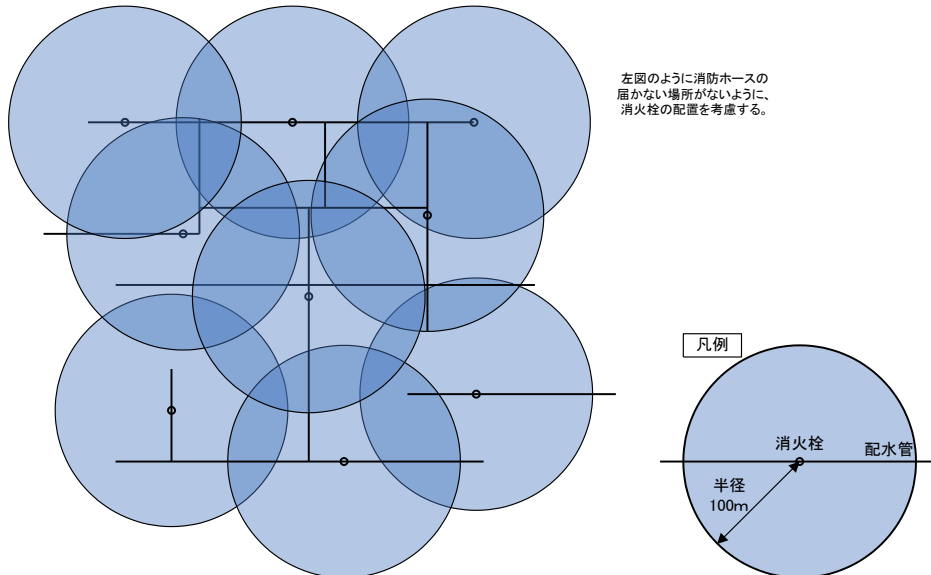 左図のように消防ホースの
届かない場所がないように、
消火栓の配置を考慮する。
凡例
消火栓
配水管
半径
100m